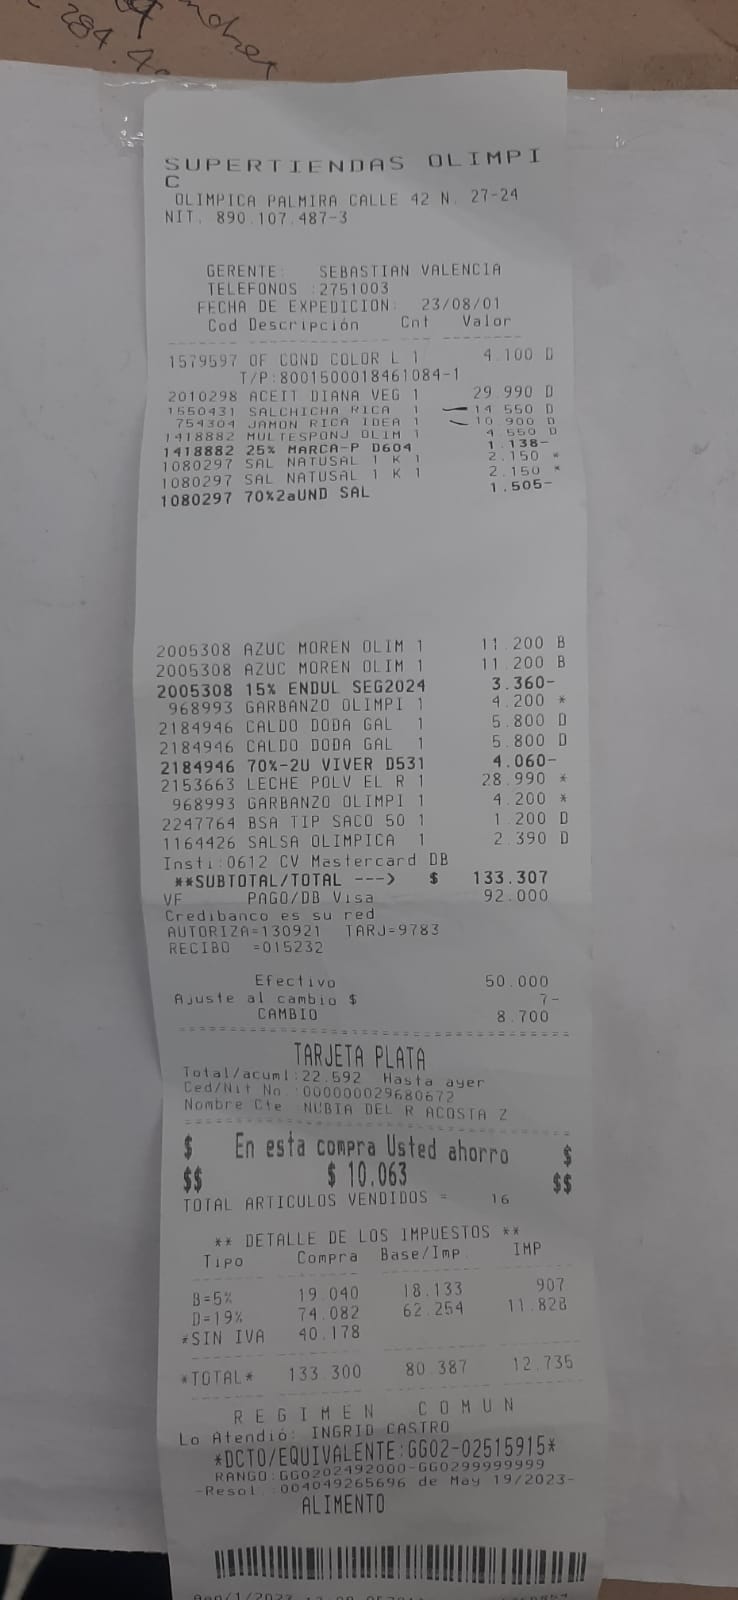 284.4
SUPERTIENDAS OLIMPI
C
OLIMPICA PALMIRA CALLE 42 N. 27-24
NIT. 890.107.487-3
GERENTE: SEBASTIAN VALENCIA
TELEFONOS :2751003
FECHA DE EXPEDICION: 23/08/01
Cod Descripción Cnt Valor
1579597 OF COND COLOR L 1 4.100 D
T/P:8001500018461084-1
2010298 ACEIT DIANA VEG 1 29.990 D
1550431 SALCHICHA RICA 1 14.550 D
754304 JAMON RICA IDEA 1 10.900 D
1418882 MULTESPONJ OLIM 1 4.550 D
1418882 25% MARCA-P D604 1.138-
1080297 SAL NATUSAL 1 K 1 2.150 *
1080297 SAL NATUSAL 1 K 1 2.150 *
1080297 70%2aUND SAL 1.505-
2005308 AZUC MOREN OLIM 1 11.200 B
2005308 AZUC MOREN OLIM 1 11.200 B
2005308 15% ENDUL SEG2024 3.360-
968993 GARBANZO OLIMPI 1 4.200 *
2184946 CALDO DODA GAL 1 5.800 D
2184946 CALDO DODA GAL 1 5.800 D
2184946 70%-2U VIVER D531 4.060-
2153663 LECHE POLV EL R 1 28.990 *
968993 GARBANZO OLIMPI 1 4.200 *
2247764 BSA TIP SACO 50 1 1.200 D
1164426 SALSA OLIMPICA 1 2.390 D
Insti:0612 CV Mastercard DB
**SUBTOTAL/TOTAL ---> $ 133.307
VF PAGO/DB Visa 92.000
Credibanco es su red
AUTORIZA=130921 TARJ=9783
RECIBO =015232
Efectivo 50.000
Ajuste al cambio $ 7-
CAMBIO 8.700
TARJETA PLATA
Total/acuml:22.592 Hasta ayer
Ced/Nit No.:000000029680672
Nombre Cte :NUBIA DEL R ACOSTA Z
$ En esta compra Usted ahorro $
$$ $ 10.063 $$
TOTAL ARTICULOS VENDIDOS = 16
** DETALLE DE LOS IMPUESTOS **
Tipo Compra Base/Imp. IMP
B=5% 19.040 18.133 907
D=19% 74.082 62.254 11.828
*SIN IVA 40.178
*TOTAL* 133.300 80.387 12.735
REGIMEN COMUN
Lo Atendió: INGRID CASTRO
*DCTO/EQUIVALENTE:GG02-02515915*
RANGO:GG0202492000-GG0299999999
-Resol.:004049265696 de May 19/2023-
ALIMENTO